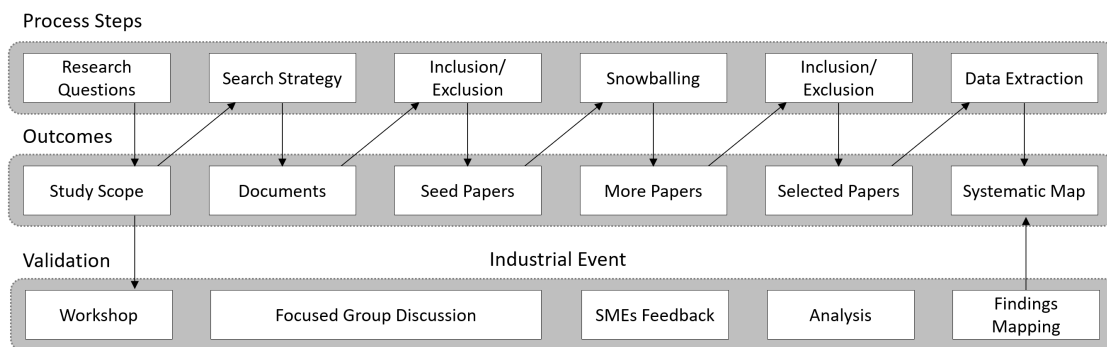 Process Steps
Research
Questions
Search Strategy
Inclusion/
Exclusion
Snowballing
Inclusion/
Exclusion
Data Extraction
Outcomes
Study Scope
Documents
Seed Papers
More Papers
Selected Papers
Systematic Map
Validation
Industrial Event
Workshop
Focused Group Discussion
SMEs Feedback
Analysis
Findings
Mapping